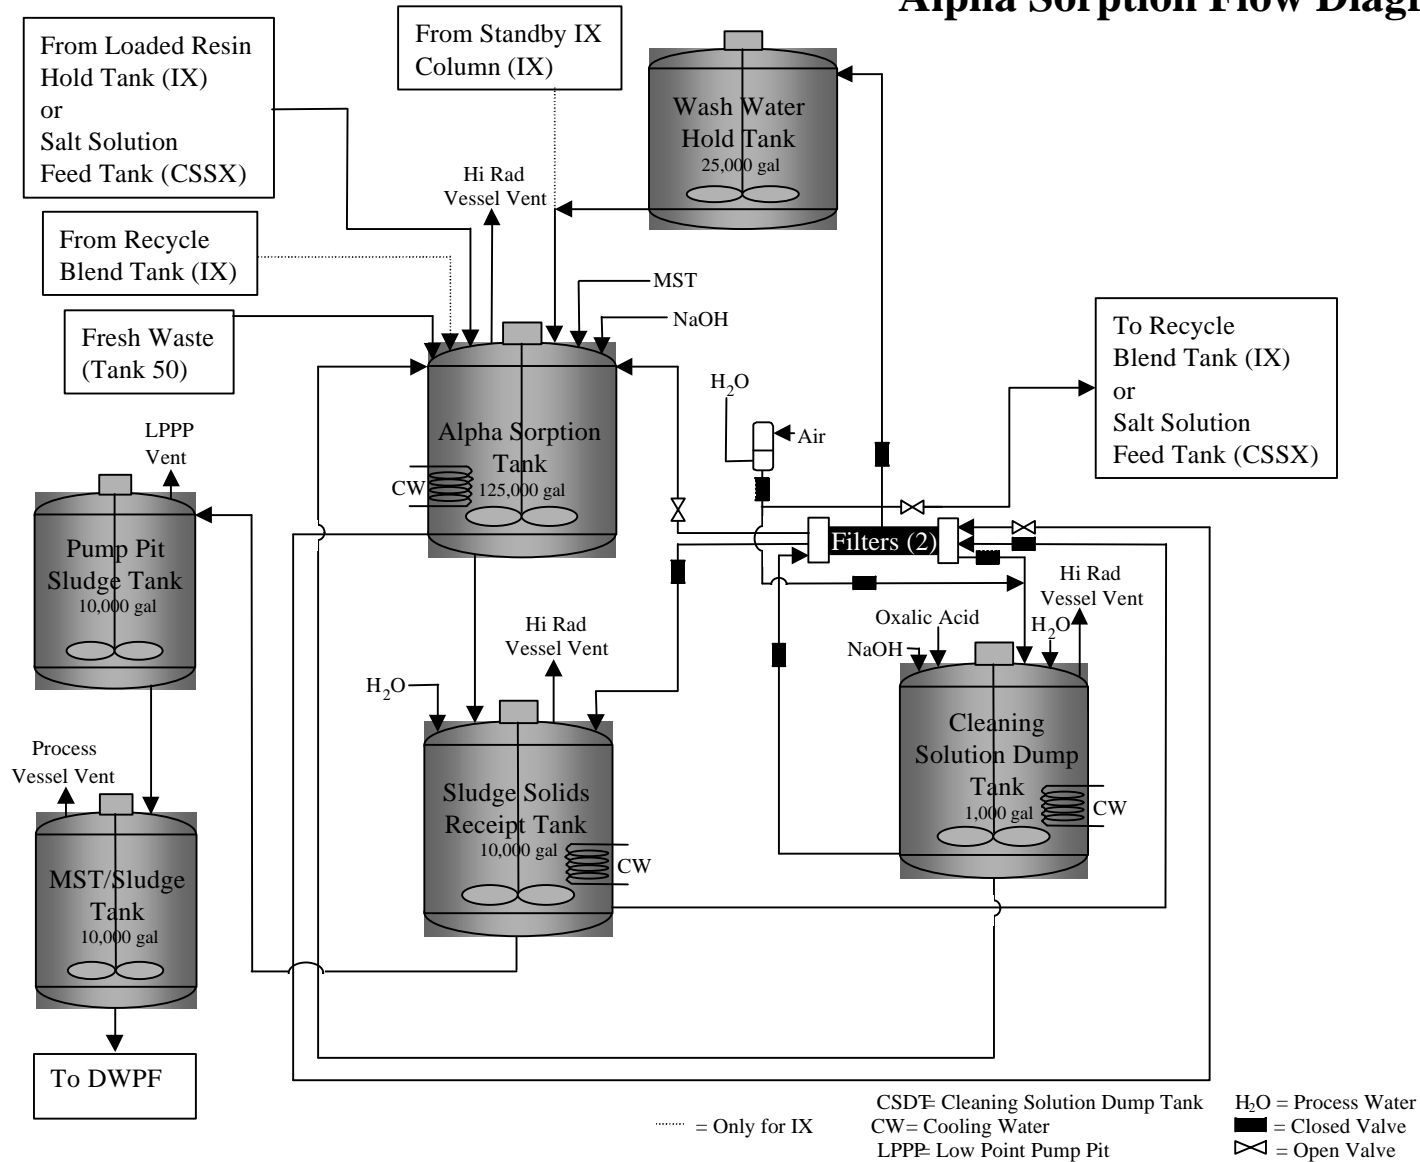 Alpha Sorption Flow Diag
From Loaded Resin
Hold Tank (IX)
or
Salt Solution
Feed Tank (CSSX)
From Standby IX
Column (IX)
Wash Water
Hold Tank
25,000 gal
Hi Rad
Vessel Vent
From Recycle
Blend Tank (IX)
MST
NaOH
Fresh Waste
(Tank 50)
To Recycle
Blend Tank (IX)
or
Salt Solution
Feed Tank (CSSX)
H2O
Air
LPPP
Vent
Alpha Sorption
Tank
125,000 gal
CW
Pump Pit
Sludge Tank
10,000 gal
Filters (2)
Hi Rad
Vessel Vent
Oxalic Acid
NaOH
H2O
Hi Rad
Vessel Vent
H2O
Cleaning
Solution Dump
Tank
1,000 gal
CW
Process
Vessel Vent
Sludge Solids
Receipt Tank
10,000 gal
CW
MST/Sludge
Tank
10,000 gal
To DWPF
= Only for IX
CSDT= Cleaning Solution Dump Tank
CW= Cooling Water
LPPP= Low Point Pump Pit
H2O = Process Water
= Closed Valve
= Open Valve